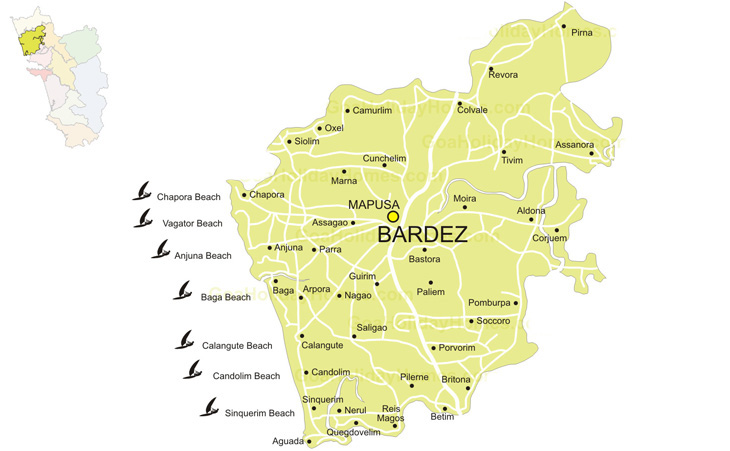 Pirna
Revora
Colvale
Camurlim
Oxel
Siolim
Assanora
Cunchelim
Tivim
Marna
Chapora Beach
Chapora
Moira
MAPUSA
Vagator Beach
Assagao
Aldona
BARDEZ
Corjuem
Anjuna Beach
Anjuna
Parra
Bastora
Guirim
Baga Beach
Baga
Arpora
Nagao
Paliem
Pomburpa
Soccoro
Saligao
Calangute Beach
Calangute
Porvorim
Candolim Beach
Candolim
Pilerne
Britona
Sinquerim
Sinquerim Beach
Nerul
Reis
Magos
Betim
Quegdovelim
Aguada
GoaHolidayHomes.com